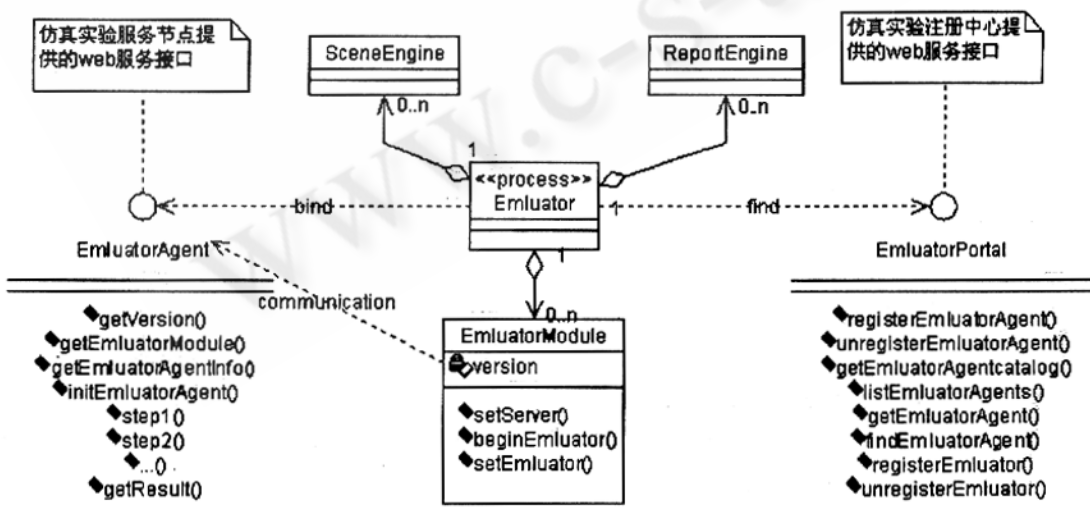 仿真实验服务节点提
供的web服务接口
SceneEngine
ReportEngine
仿真实验注册中心提
供的web服务接口
0..n
0..n
1
<<process>>
Emluator
bind
1
find
EmluatorAgent
1
EmluatorPortal
communication
0..n
EmluatorModule
version
setServer()
beginEmluator()
setEmluator()
getVersion()
getEmluatorModule()
getEmluatorAgentInfo()
initEmluatorAgent()
step1()
step2()
...()
getResult()
registerEmluatorAgent()
unregisterEmluatorAgent()
getEmluatorAgentcatalog()
listEmluatorAgents()
getEmluatorAgent()
findEmluatorAgent()
registerEmluator()
unregisterEmluator()